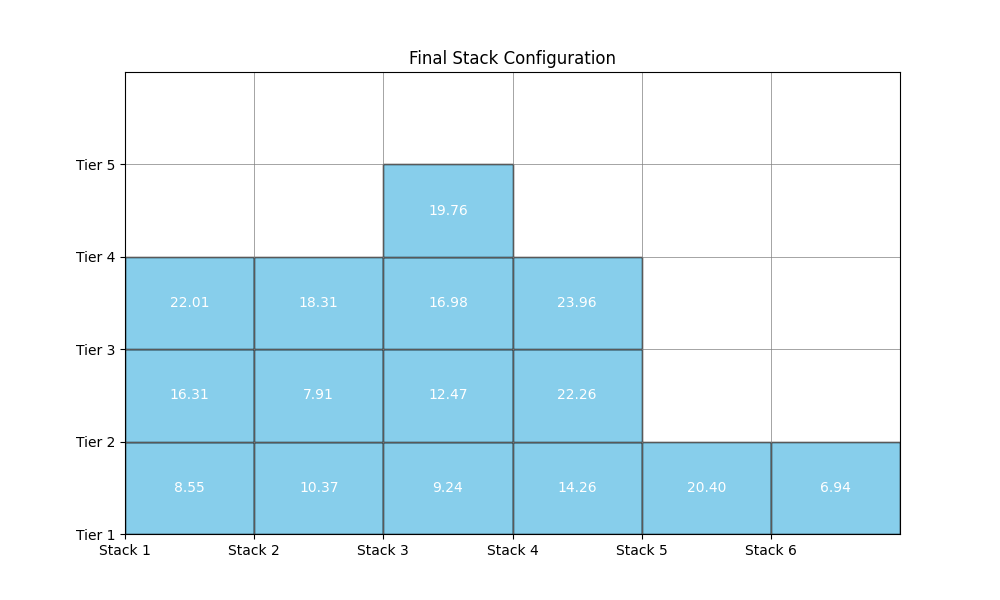 Final Stack Configuration
Tier 5
19.76
Tier 4
22.01 18.31 16.98 23.96
Tier 3
16.31 7.91 12.47 22.26
Tier 2
8.55 10.37 9.24 14.26 20.40 6.94
Tier 1
Stack 1 Stack 2 Stack 3 Stack 4 Stack 5 Stack 6